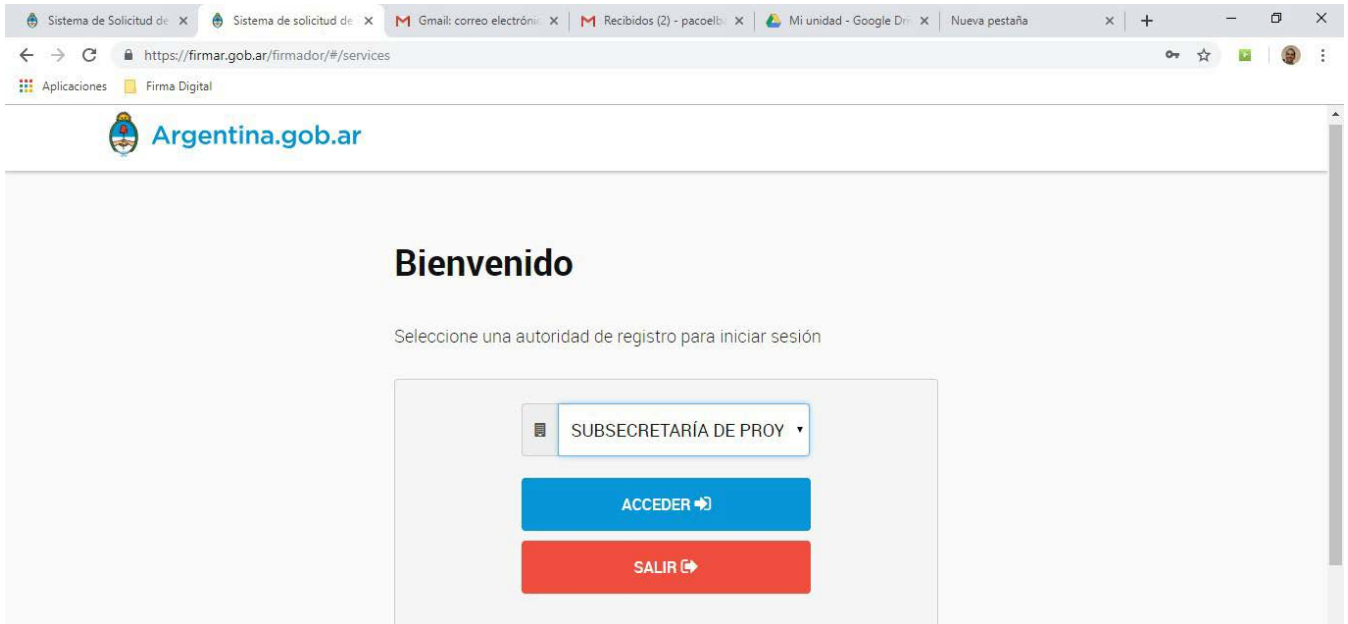 Sistema de Solicitud de
Sistema de solicitud de
Gmail: correo electrónic
Recibidos (2) - pacoelb
Mi unidad - Google Dri
Nueva pestaña
https://firmar.gob.ar/firmador/#/services
Aplicaciones
Firma Digital
Argentina.gob.ar
Bienvenido
Seleccione una autoridad de registro para iniciar sesión
SUBSECRETARÍA DE PROY
ACCEDER
SALIR